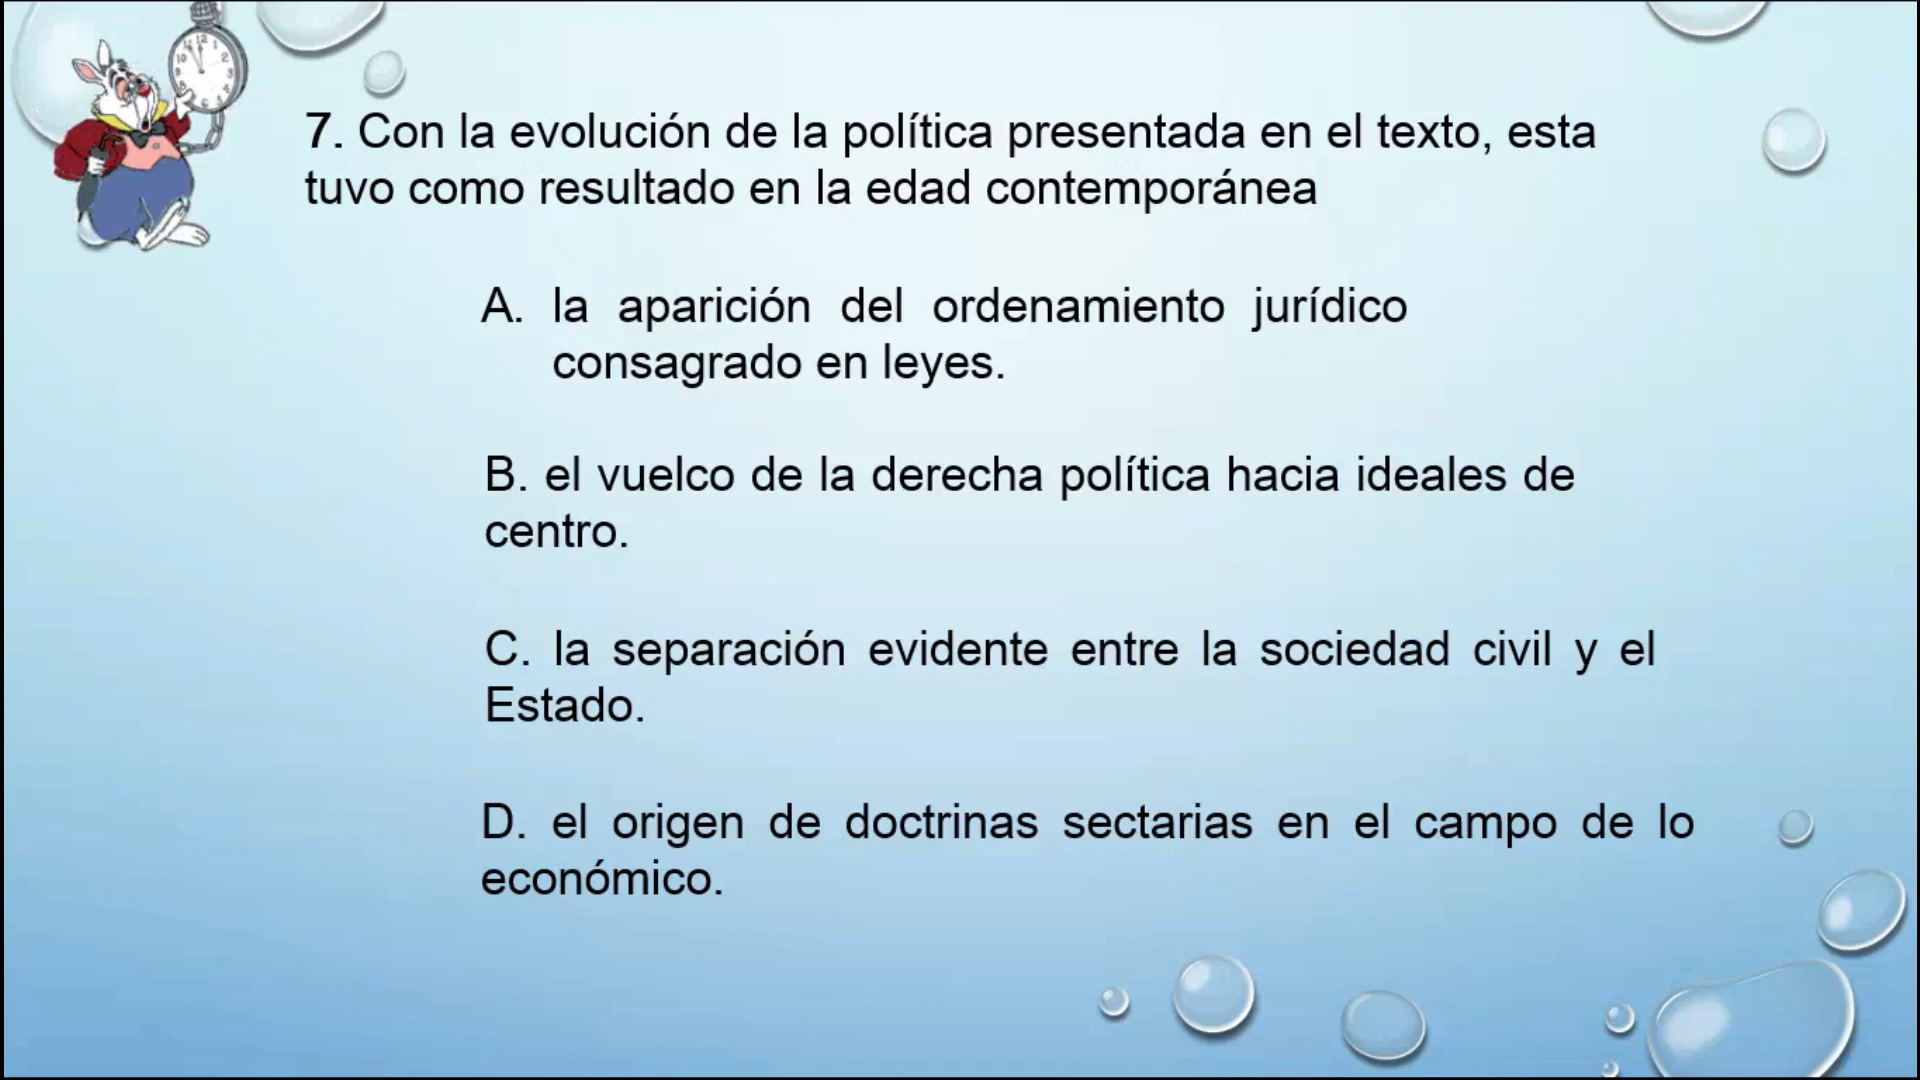 7. Con la evolución de la política presentada en el texto, esta
tuvo como resultado en la edad contemporánea
A. la aparición del ordenamiento jurídico
consagrado en leyes.
B. el vuelco de la derecha política hacia ideales de
centro.
C. la separación evidente entre la sociedad civil y el
Estado.
D. el origen de doctrinas sectarias en el campo de lo
económico.